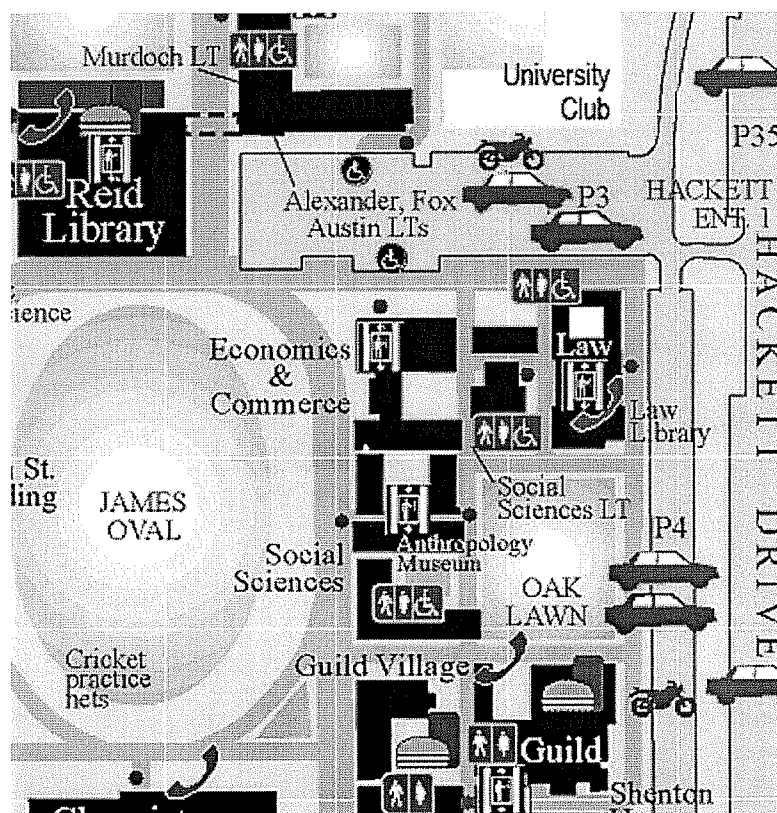 Murdoch LT
University
Club
P35
Reid
Library
Alexander, Fox
Austin LTs
P3
HACKETT
ENT. 1
ience
Economics
&
Commerce
Law
Law
Library
HACKETT DRIVE
St.
ding
JAMES
OVAL
Social
Sciences LT
P4
Social
Sciences
Anthropology
Museum
OAK
LAWN
Cricket
practice
nets
Guild Village
Guild
Shenton